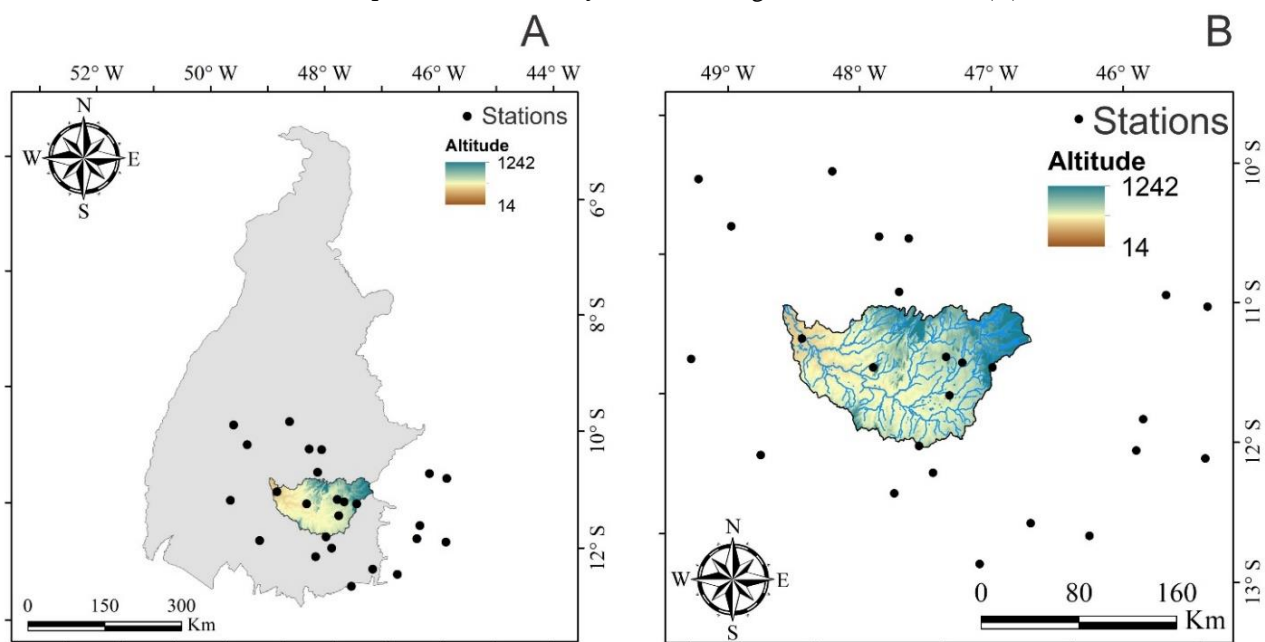 A
52° W 50° W 48° W 46° W 44° W
N
W E
S
Stations
Altitude
1242
14
6° S
8° S
10° S
12° S
0 150 300
Km
B
49° W 48° W 47° W 46° W
Stations
Altitude
1242
14
10° S
11° S
12° S
13° S
N
W E
S
0 80 160
Km